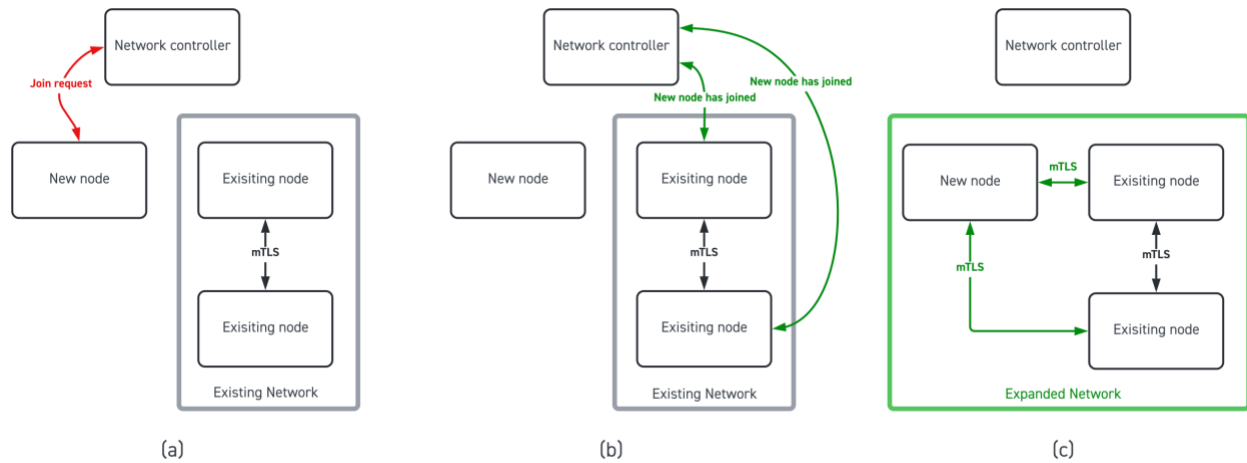 Network controller
Join request
New node
Exisiting node
mTLS
Exisiting node
Existing Network
(a)
Network controller
New node has joined
New node has joined
New node
Exisiting node
mTLS
Exisiting node
Existing Network
(b)
Network controller
New node
mTLS
Exisiting node
mTLS
mTLS
Exisiting node
Expanded Network
(c)